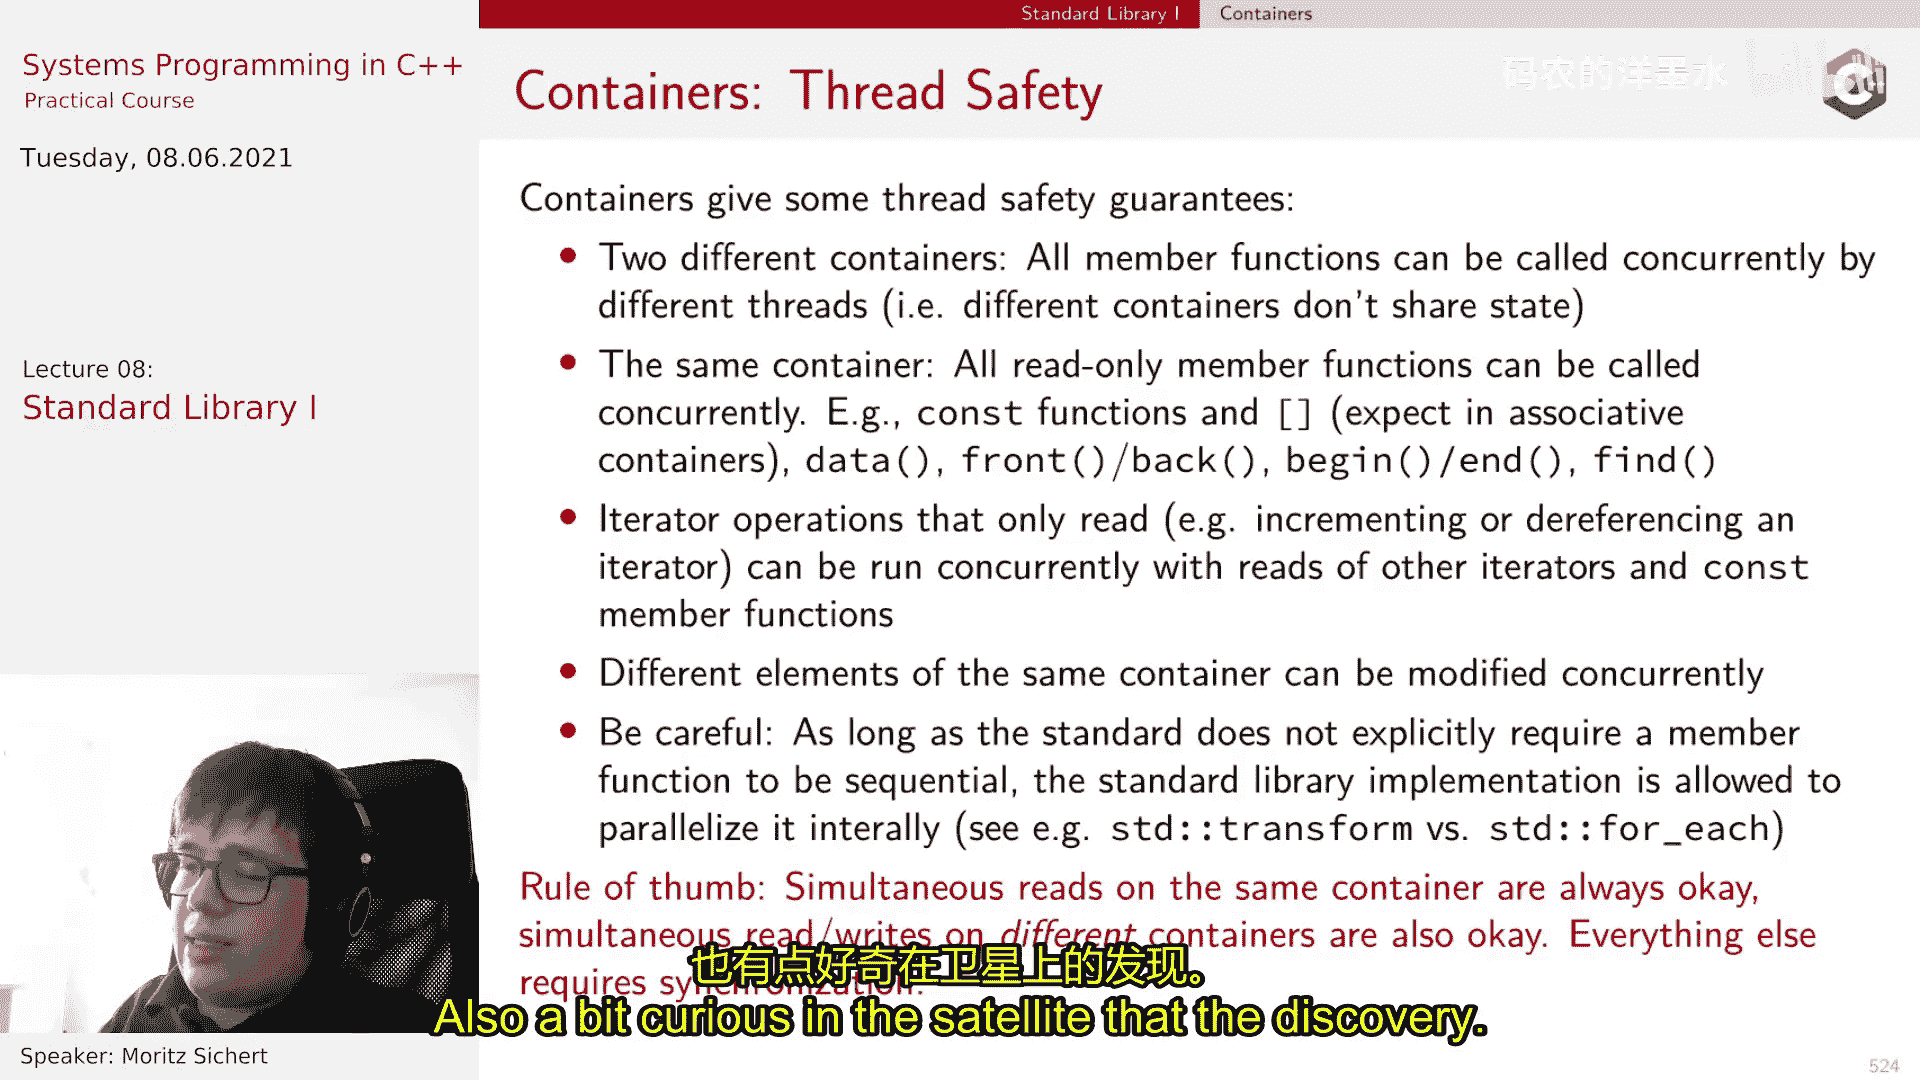 Standard Library I
Containers
Systems Programming in C++
Practical Course
Tuesday, 08.06.2021
Lecture 08:
Standard Library I
Containers: Thread Safety
码农的洋墨水
Containers give some thread safety guarantees:
• Two different containers: All member functions can be called concurrently by
different threads (i.e. different containers don't share state)
• The same container: All read-only member functions can be called
concurrently. E.g., const functions and [] (expect in associative
containers), data(), front()/back(), begin()/end(), find()
• Iterator operations that only read (e.g. incrementing or dereferencing an
iterator) can be run concurrently with reads of other iterators and const
member functions
• Different elements of the same container can be modified concurrently
• Be careful: As long as the standard does not explicitly require a member
function to be sequential, the standard library implementation is allowed to
parallelize it interally (see e.g. std::transform vs. std::for_each)
Rule of thumb: Simultaneous reads on the same container are always okay,
simultaneous read/writes on different containers are also okay. Everything else
requires synchronization.
也有点好奇在卫星上的发现。
Also a bit curious in the satellite that the discovery.
Speaker: Moritz Sichert
524